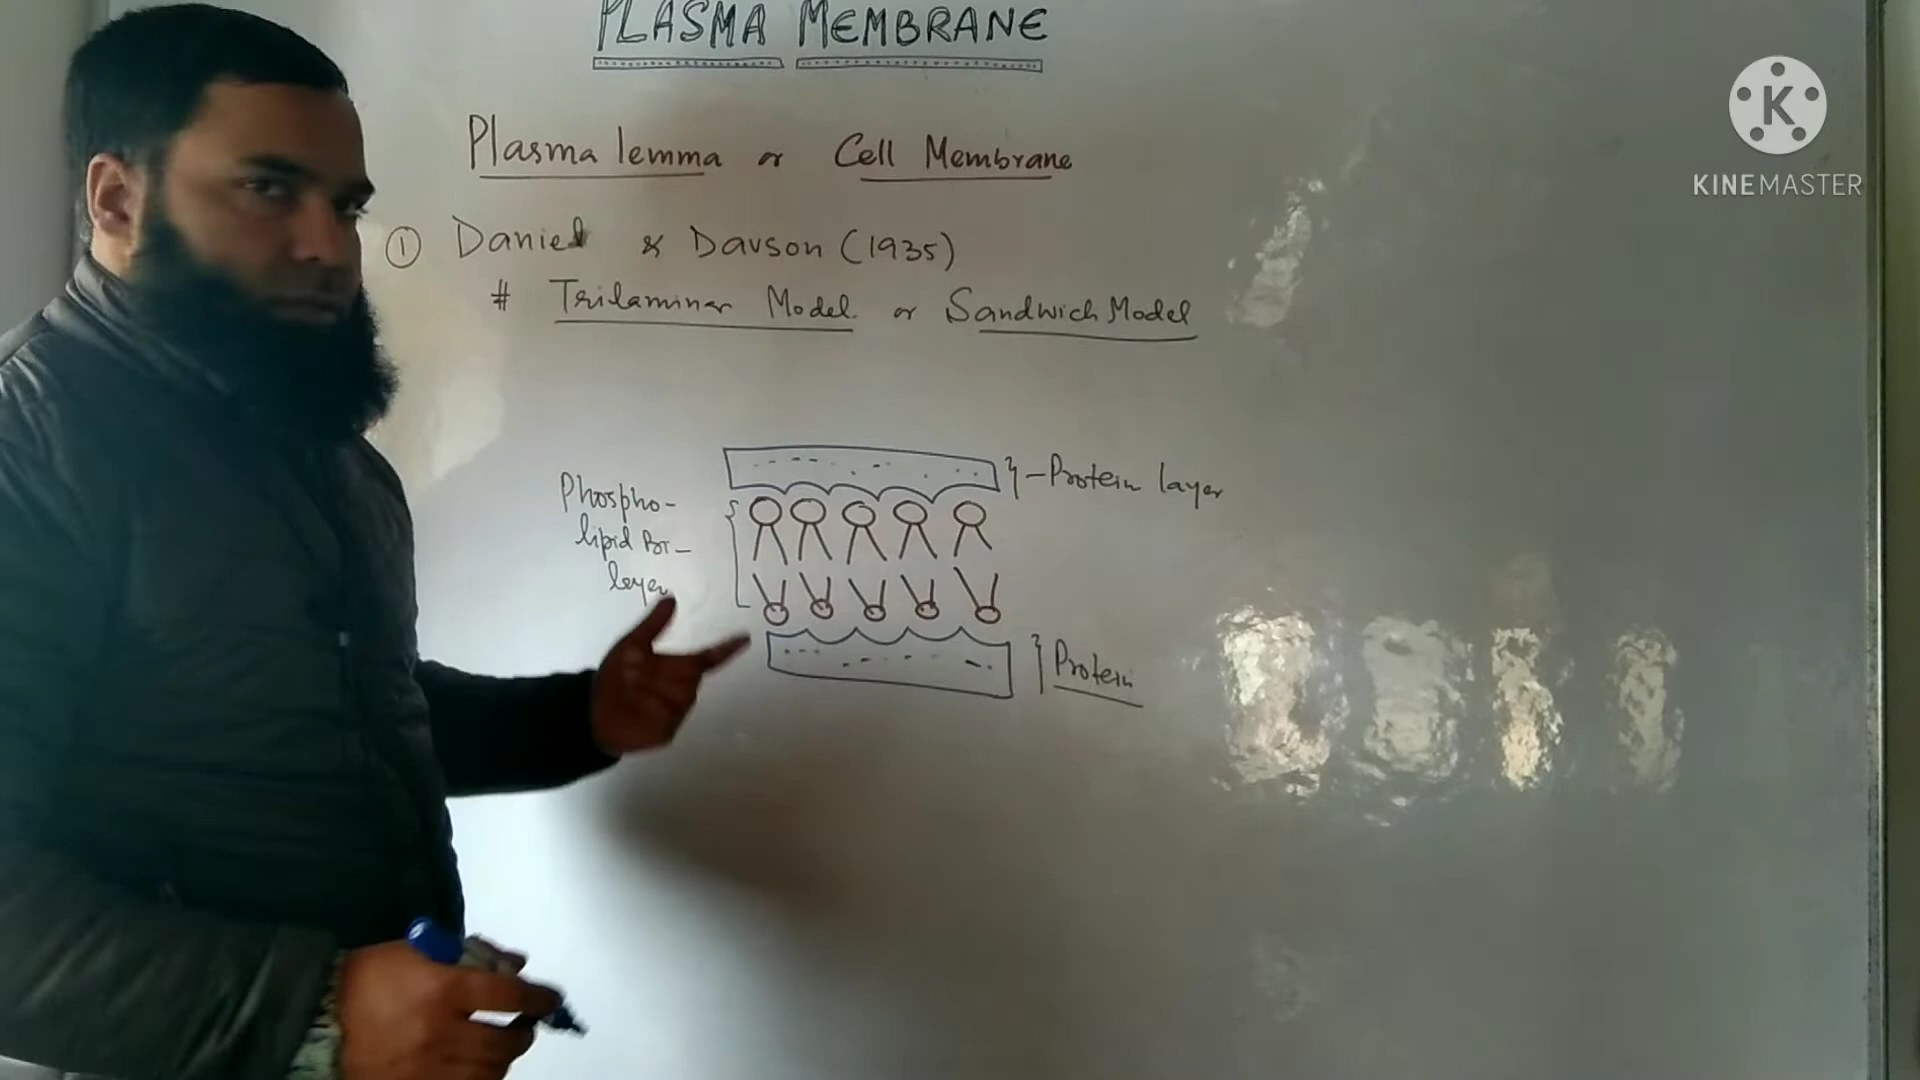 PLASMA MEMBRANE
Plasma lemma or Cell Membrane
① Daniel & Davson (1935)
# Trilaminar Model. or Sandwich Model
Phospho-
lipid Bi-
layer
}-Protein layer
} Protein
K
KINEMASTER